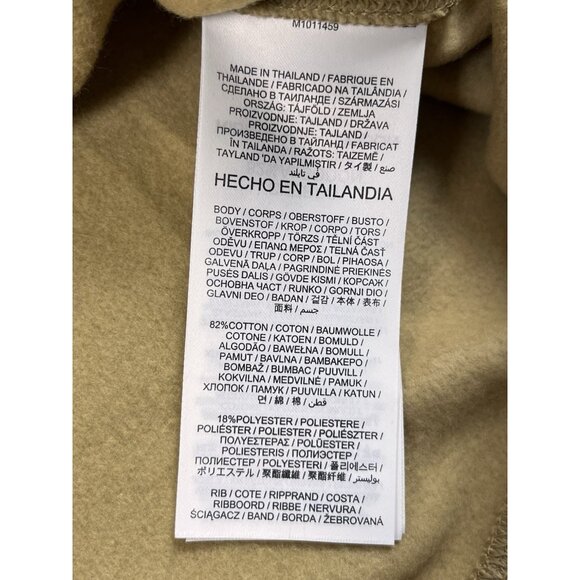 M1011459
MADE IN THAILAND / FABRIQUE EN
THAILANDE / FABRICADO NA TAILÂNDIA /
СДЕЛАНО В ТАИЛАНДЕ / SZÁRMAZÁSI
ORSZÁG: TÁJFÖLD / ZEMLJA
PROIZVODNJE: TAJLAND / DRŽAVA
PROIZVODNJE: TAJLAND /
ПРОИЗВЕДЕНО В ТАЙЛАНД / FABRICAT
ÎN TAILANDA / RAŽOTS: TAIZEMĒ /
TAYLAND 'DA YAPILMIŞTIR / タイ製 / صنع
في تايلند
HECHO EN TAILANDIA
BODY / CORPS / OBERSTOFF / BUSTO /
BOVENSTOF / KROP / CORPO / TORS /
ÖVERKROPP / TÖRZS / TĚLNÍ ČÁST
ODĚVU / ΕΠΑΝΩ ΜΕΡΟΣ / TELNÁ ČASŤ
ODEVU / TRUP / CORP / BOL / PIHAOSA /
GALVENĀ DAĻA / PAGRINDINĖ PRIEKINĖS
PUSĖS DALIS / GÖVDE KISMI / КОРСАЖ /
ОСНОВНА ЧАСТ / RUNKO / GORNJI DIO /
GLAVNI DEO / BADAN / 겉감 / 本体 / 表布 /
面料 / جسم
82%COTTON / COTON / BAUMWOLLE /
COTONE / KATOEN / BOMULD /
ALGODÃO / BAWEŁNA / BOMULL /
PAMUT / BAVLNA / ΒΑΜΒΑΚΕΡΟ /
BOMBAŽ / BUMBAC / PUUVILL /
KOKVILNA / MEDVILNĖ / PAMUK /
ХЛОПОК / ПАМУК / PUUVILLA / KATUN /
면 / 綿 / 棉 / قطن
18%POLYESTER / POLIESTERE /
POLIÉSTER / POLIESTER / POLIÉSZTER /
ΠΟΛΥΕΣΤΕΡΑΣ / POLÜESTER /
POLIESTERIS / ПОЛИЭСТЕР /
ПОЛИЕСТЕР / POLYESTERI / 폴리에스터 /
ポリエステル / 聚酯纖維 / 聚酯纤维 / بوليستر
RIB / COTE / RIPPRAND / COSTA /
RIBBOORD / RIBBE / NERVURA /
ŚCIĄGACZ / BAND / BORDA / ŽEBROVANÁ